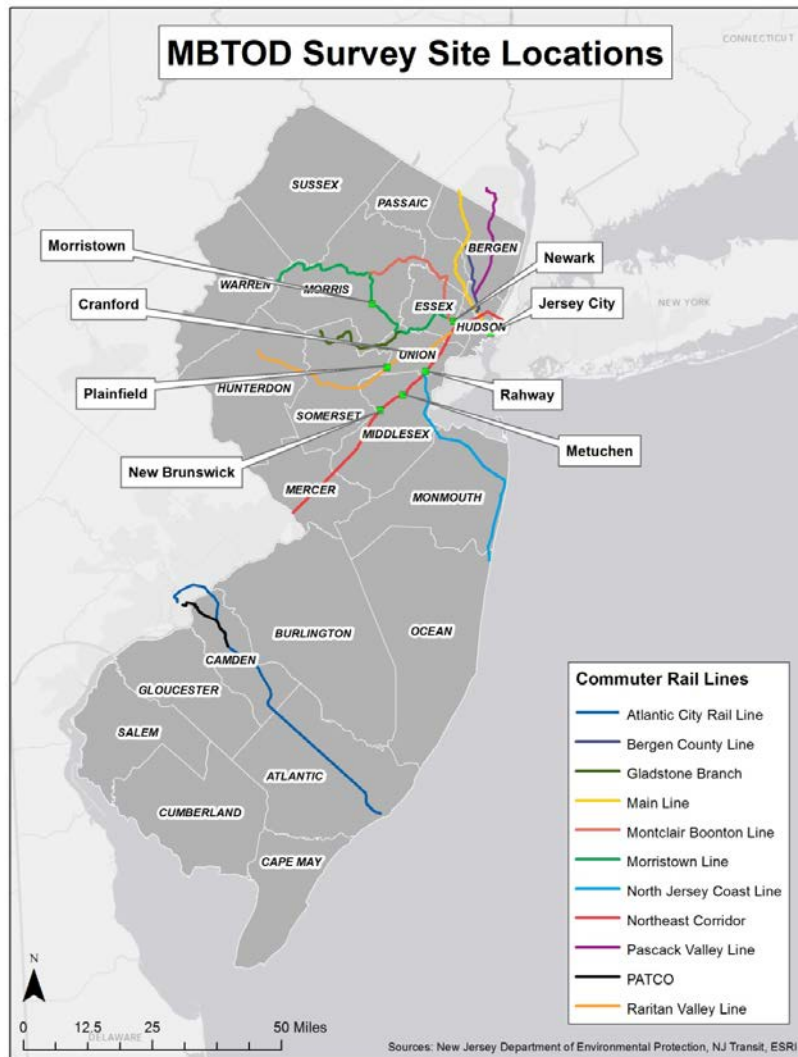 MBTOD Survey Site Locations
CONNECTICUT
SUSSEX
PASSAIC
Morristown
BERGEN
Newark
WARREN
MORRIS
Cranford
ESSEX
Jersey City
HUDSON
NEW YORK
UNION
Plainfield
HUNTERDON
Rahway
SOMERSET
MIDDLESEX
Metuchen
New Brunswick
MERCER
MONMOUTH
BURLINGTON
OCEAN
CAMDEN
GLOUCESTER
SALEM
ATLANTIC
CUMBERLAND
CAPE MAY
Commuter Rail Lines
Atlantic City Rail Line
Bergen County Line
Gladstone Branch
Main Line
Montclair Boonton Line
Morristown Line
North Jersey Coast Line
Northeast Corridor
Pascack Valley Line
PATCO
Raritan Valley Line
N
0 12.5 25 50 Miles
DELAWARE
Sources: New Jersey Department of Environmental Protection, NJ Transit, ESRI